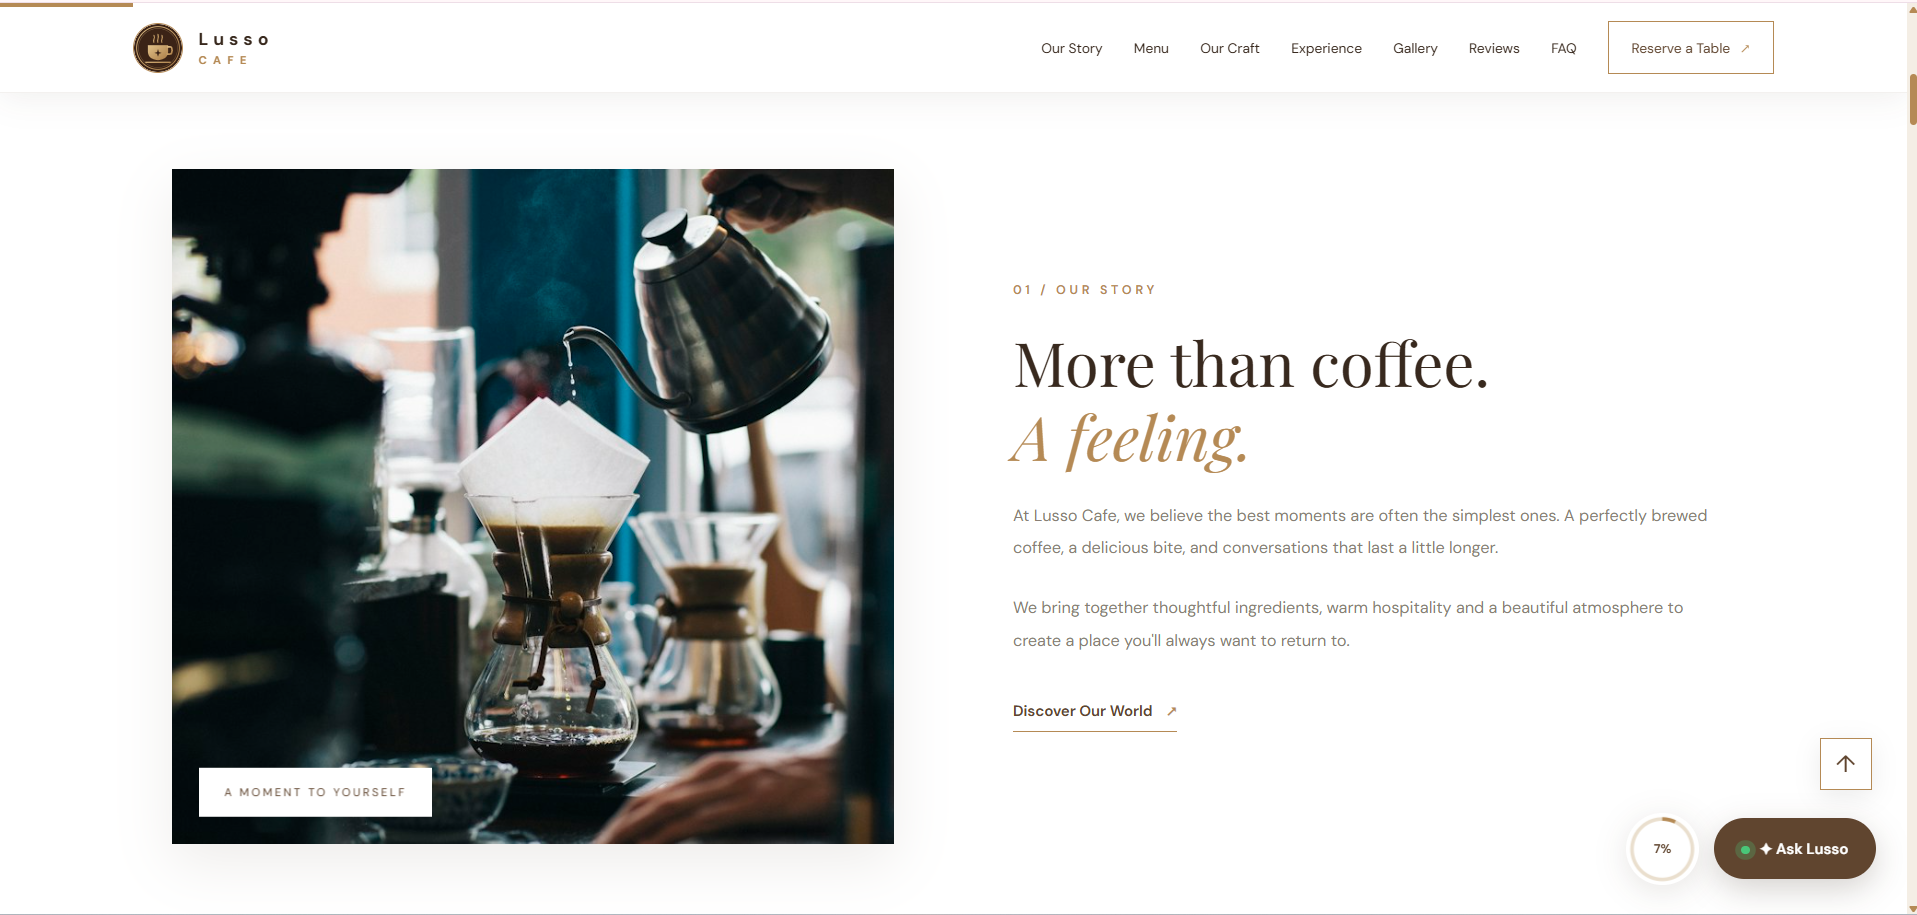 Lusso
CAFE
Our Story
Menu
Our Craft
Experience
Gallery
Reviews
FAQ
Reserve a Table ↗
01 / OUR STORY
More than coffee.
A feeling.
At Lusso Cafe, we believe the best moments are often the simplest ones. A perfectly brewed
coffee, a delicious bite, and conversations that last a little longer.
We bring together thoughtful ingredients, warm hospitality and a beautiful atmosphere to
create a place you'll always want to return to.
Discover Our World ↗
A MOMENT TO YOURSELF
7%
✦ Ask Lusso